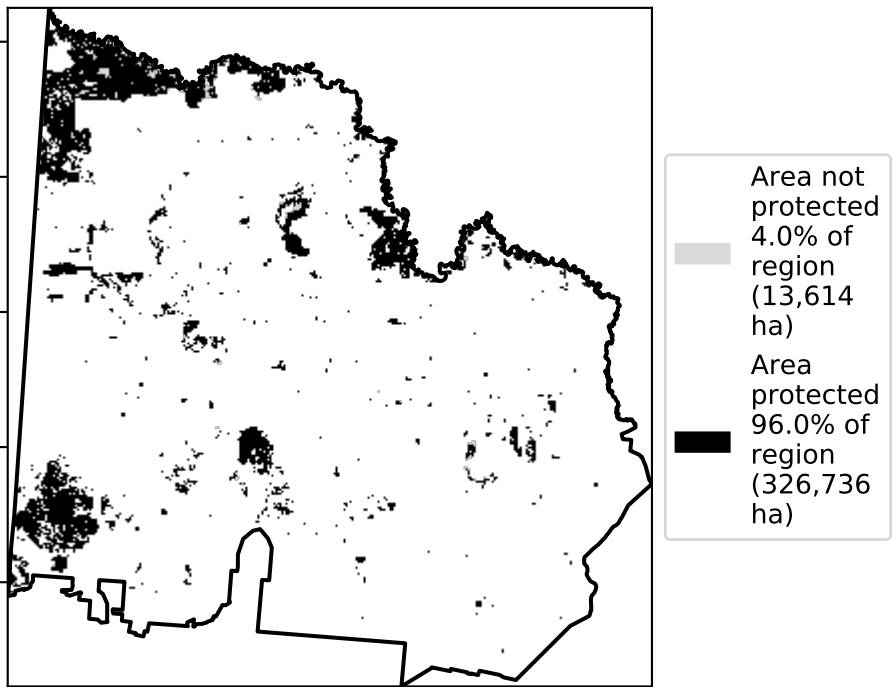 Area not
protected
4.0% of
region
(13,614
ha)
Area
protected
96.0% of
region
(326,736
ha)